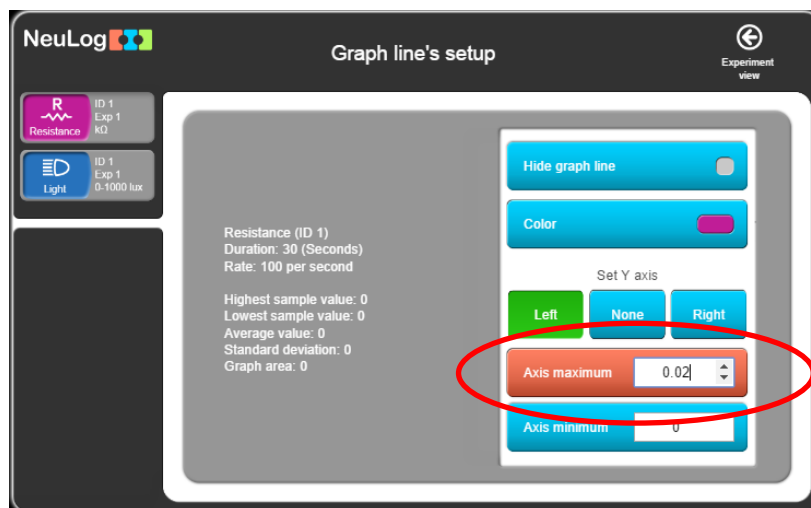 NeuLog
Graph line's setup
Experiment
view
R
Resistance
ID 1
Exp 1
kΩ
Light
ID 1
Exp 1
0-1000 lux
Resistance (ID 1)
Duration: 30 (Seconds)
Rate: 100 per second
Highest sample value: 0
Lowest sample value: 0
Average value: 0
Standard deviation: 0
Graph area: 0
Hide graph line
Color
Set Y axis
Left None Right
Axis maximum 0.02
Axis minimum 0